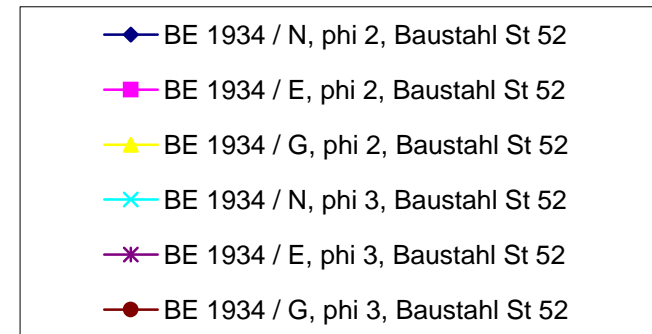 BE 1934 / N, phi 2, Baustahl St 52
BE 1934 / E, phi 2, Baustahl St 52
BE 1934 / G, phi 2, Baustahl St 52
BE 1934 / N, phi 3, Baustahl St 52
BE 1934 / E, phi 3, Baustahl St 52
BE 1934 / G, phi 3, Baustahl St 52